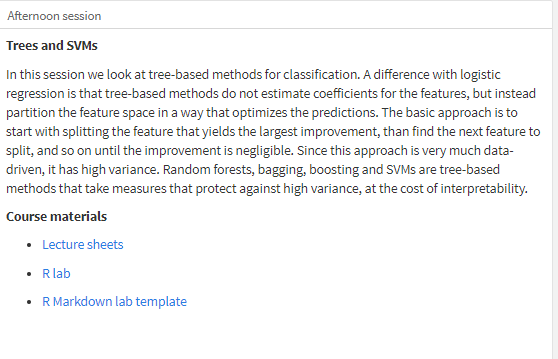 Afternoon session
Trees and SVMs
In this session we look at tree-based methods for classification. A difference with logistic
regression is that tree-based methods do not estimate coefficients for the features, but instead
partition the feature space in a way that optimizes the predictions. The basic approach is to
start with splitting the feature that yields the largest improvement, than find the next feature to
split, and so on until the improvement is negligible. Since this approach is very much data-
driven, it has high variance. Random forests, bagging, boosting and SVMs are tree-based
methods that take measures that protect against high variance, at the cost of interpretability.
Course materials
• Lecture sheets
• R lab
• R Markdown lab template